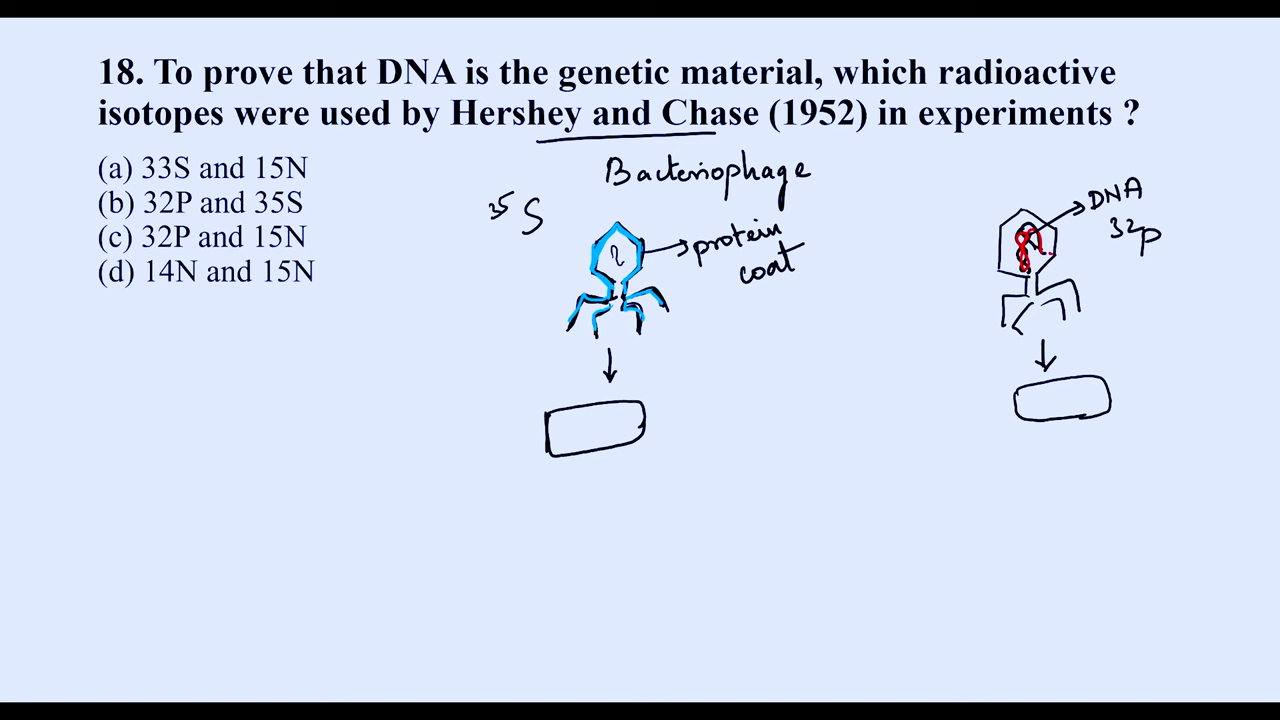 18. To prove that DNA is the genetic material, which radioactive
isotopes were used by Hershey and Chase (1952) in experiments ?
(a) 33S and 15N
(b) 32P and 35S
(c) 32P and 15N
(d) 14N and 15N
Bacteriophage
35 S
protein
coat
DNA
32p